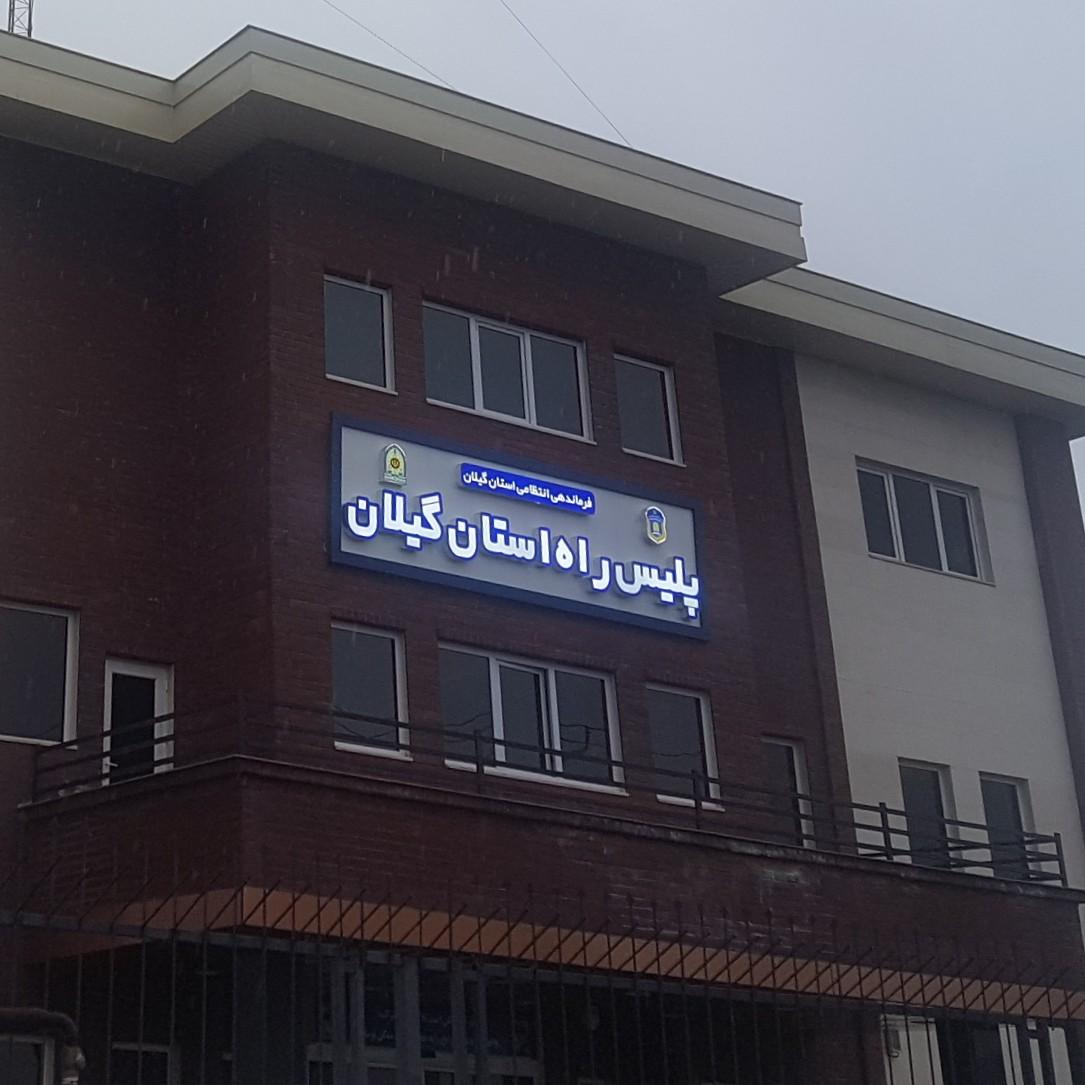 فرماندهی انتظامی استان گیلان
پلیس راه استان گیلان